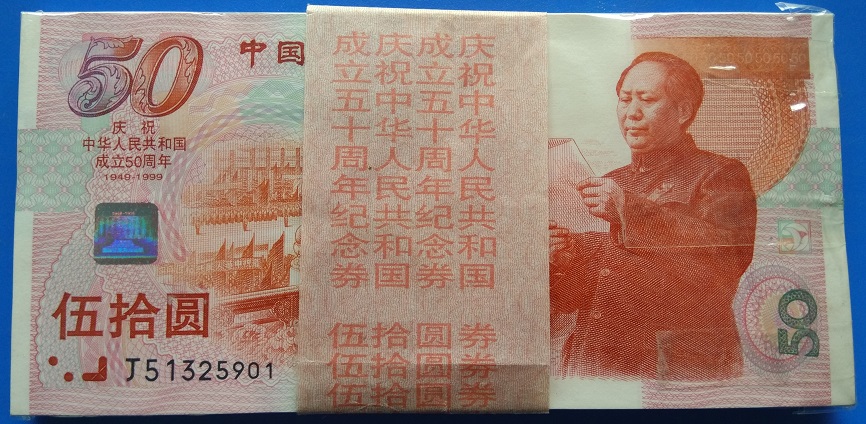 50
中国
庆祝
中华人民共和国
成立50周年
1949-1999
伍拾圆
J51325901
庆祝中华人民共和国
成立五十周年纪念券
庆祝中华人民共和国
成立五十周年纪念券
伍拾圆券
伍拾圆券
伍拾圆券
50